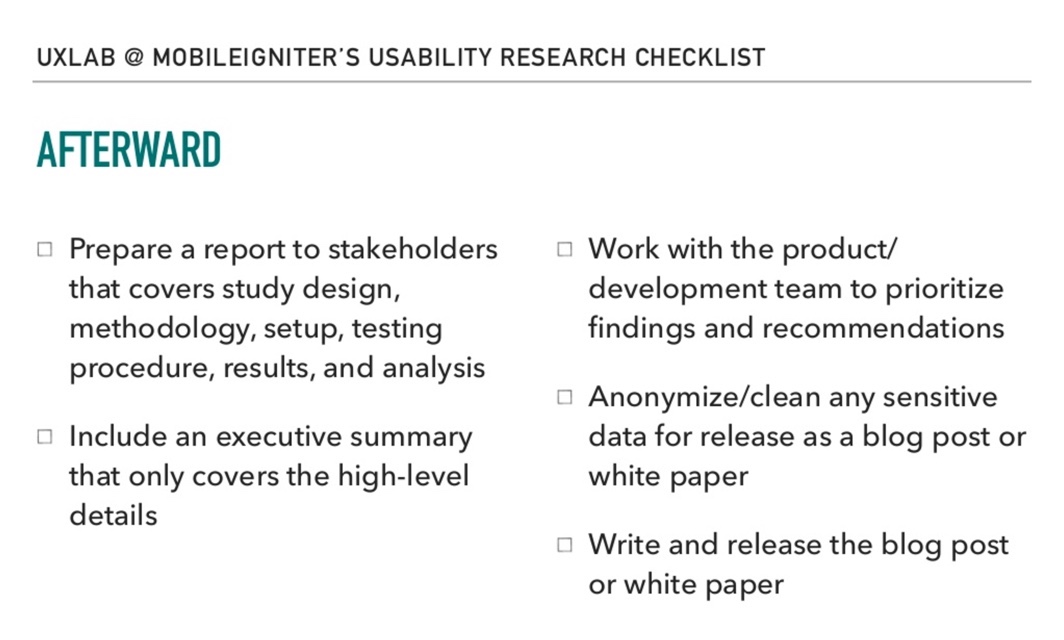 UXLAB @ MOBILEIGNITER'S USABILITY RESEARCH CHECKLIST
AFTERWARD
Prepare a report to stakeholders
that covers study design,
methodology, setup, testing
procedure, results, and analysis
Include an executive summary
that only covers the high-level
details
Work with the product/
development team to prioritize
findings and recommendations
Anonymize/clean any sensitive
data for release as a blog post or
white paper
Write and release the blog post
or white paper